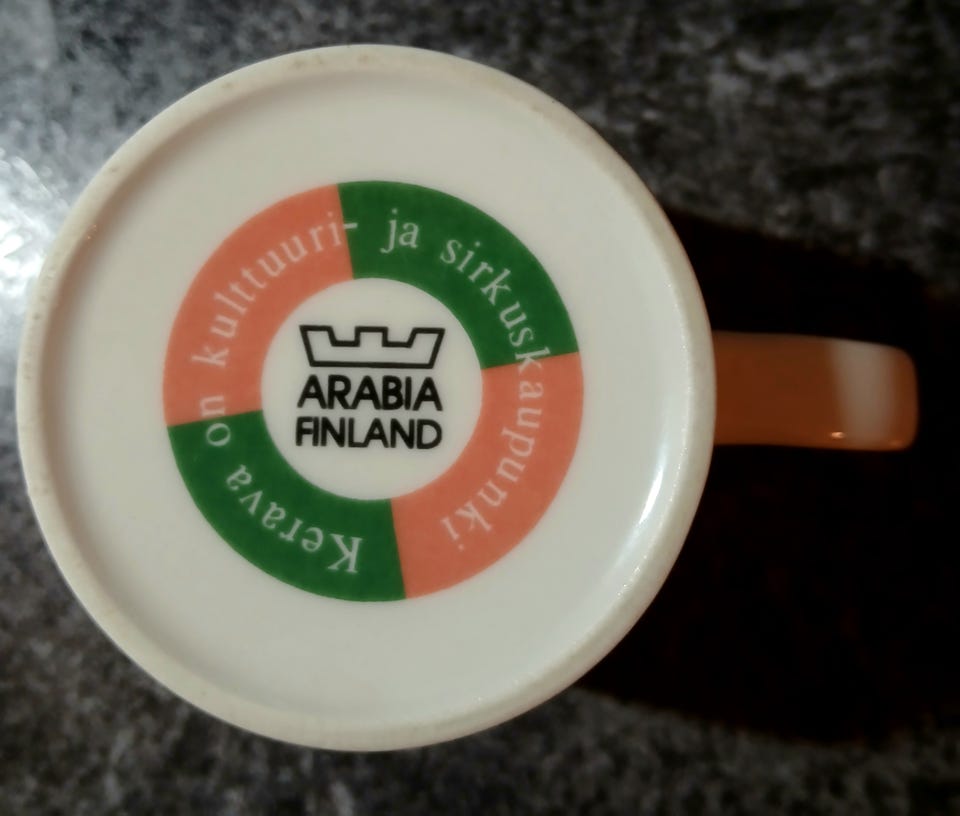 Kerava on kulttuuri- ja sirkuskaupunki
ARABIA
FINLAND